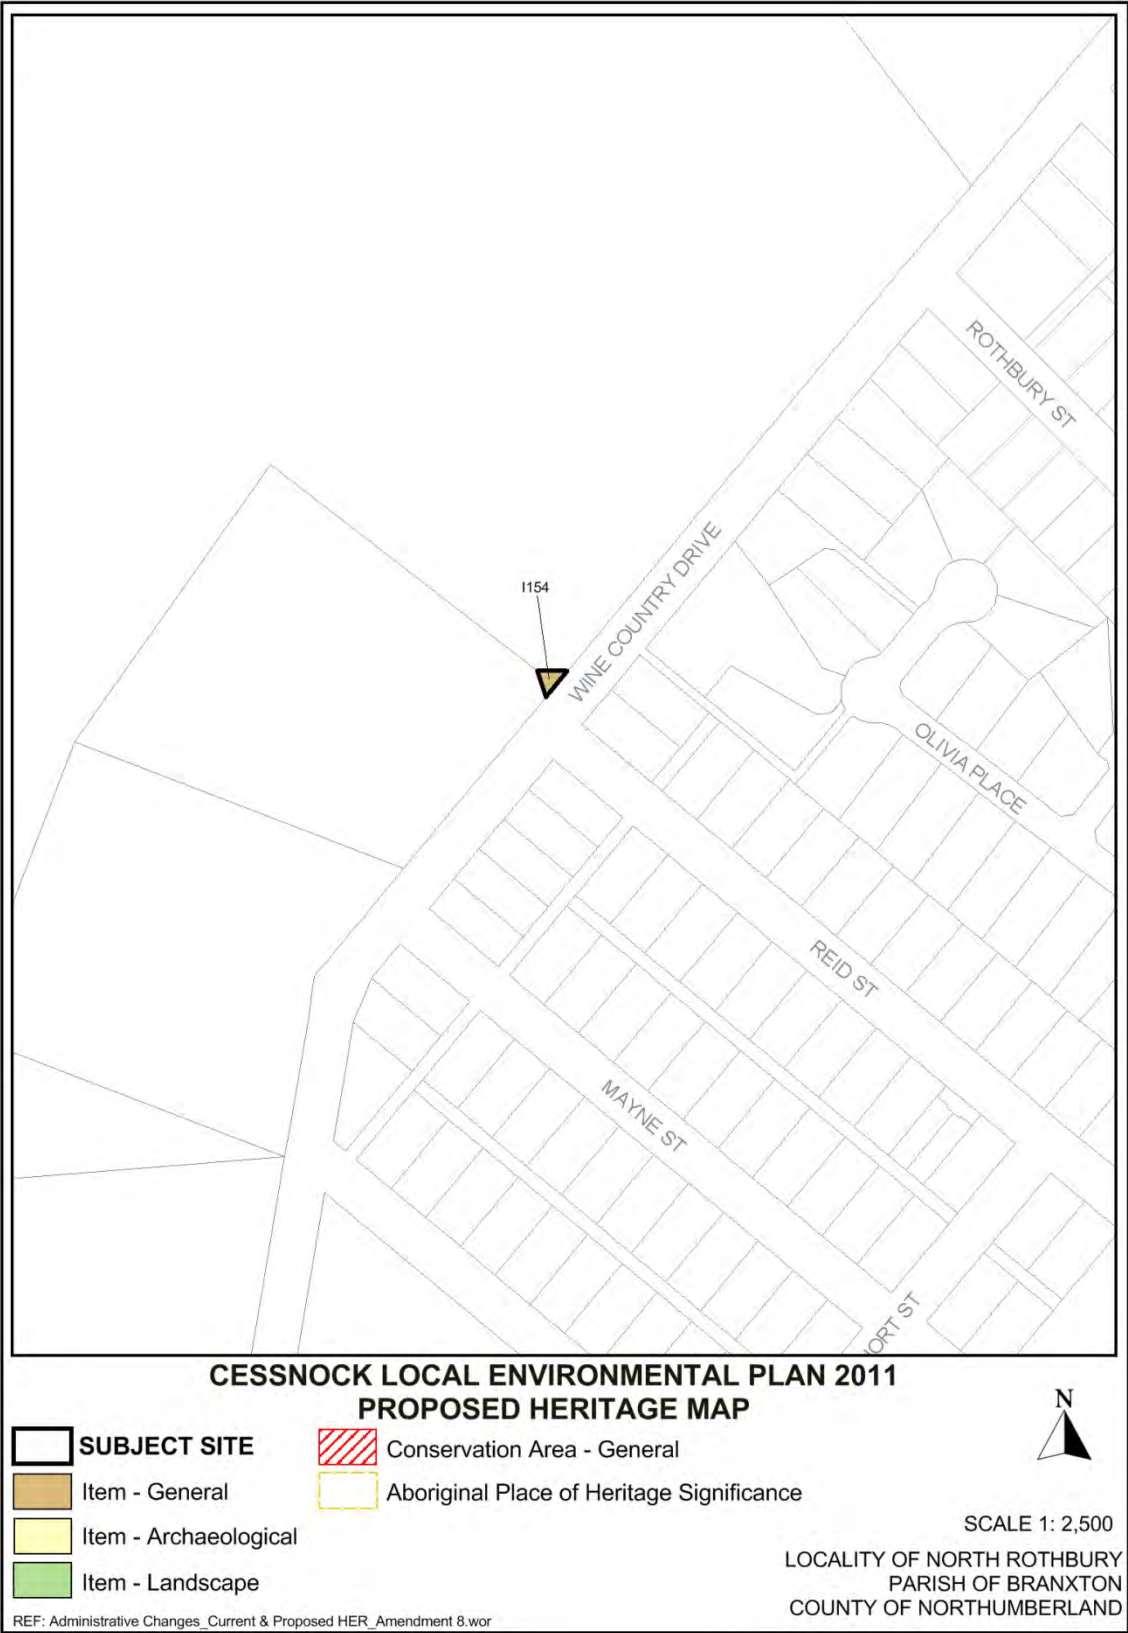 ROTHBURY ST
I154
WINE COUNTRY DRIVE
OLIVIA PLACE
REID ST
MAYNE ST
ORT ST
CESSNOCK LOCAL ENVIRONMENTAL PLAN 2011
PROPOSED HERITAGE MAP
N
SUBJECT SITE
Conservation Area - General
Item - General
Aboriginal Place of Heritage Significance
Item - Archaeological
Item - Landscape
SCALE 1: 2,500
LOCALITY OF NORTH ROTHBURY
PARISH OF BRANXTON
COUNTY OF NORTHUMBERLAND
REF: Administrative Changes_Current & Proposed HER_Amendment 8.wor